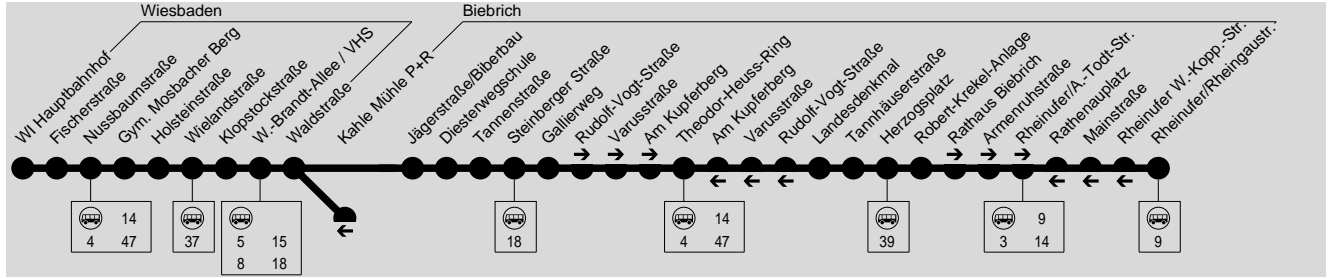 Wiesbaden
Biebrich
WI Hauptbahnhof
Fischerstraße
Nussbaumstraße
Gym. Mosbacher Berg
Holsteinstraße
Wielandstraße
Klopstockstraße
W.-Brandt-Allee / VHS
Waldstraße
Kahle Mühle P+R
Jägerstraße/Biberbau
Diesterwegschule
Tannenstraße
Steinberger Straße
Gallierweg
Rudolf-Vogt-Straße
Varusstraße
Am Kupferberg
Theodor-Heuss-Ring
Am Kupferberg
Varusstraße
Rudolf-Vogt-Straße
Landesdenkmal
Tannhäuserstraße
Herzogsplatz
Robert-Krekel-Anlage
Rathaus Biebrich
Armenruhstraße
Rheinufer/A.-Todt-Str.
Rathenauplatz
Mainstraße
Rheinufer W.-Kopp.-Str.
Rheinufer/Rheingaustr.
14
4 47
37
5 15
8 18
18
14
4 47
39
9
3 14
9